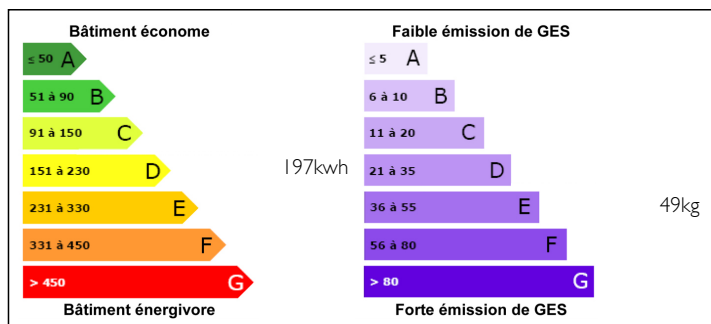 Bâtiment économe
≤ 50 A
51 à 90 B
91 à 150 C
151 à 230 D
231 à 330 E
331 à 450 F
> 450 G
Bâtiment énergivore
197kwh
Faible émission de GES
≤ 5 A
6 à 10 B
11 à 20 C
21 à 35 D
36 à 55 E
56 à 80 F
> 80 G
Forte émission de GES
49kg